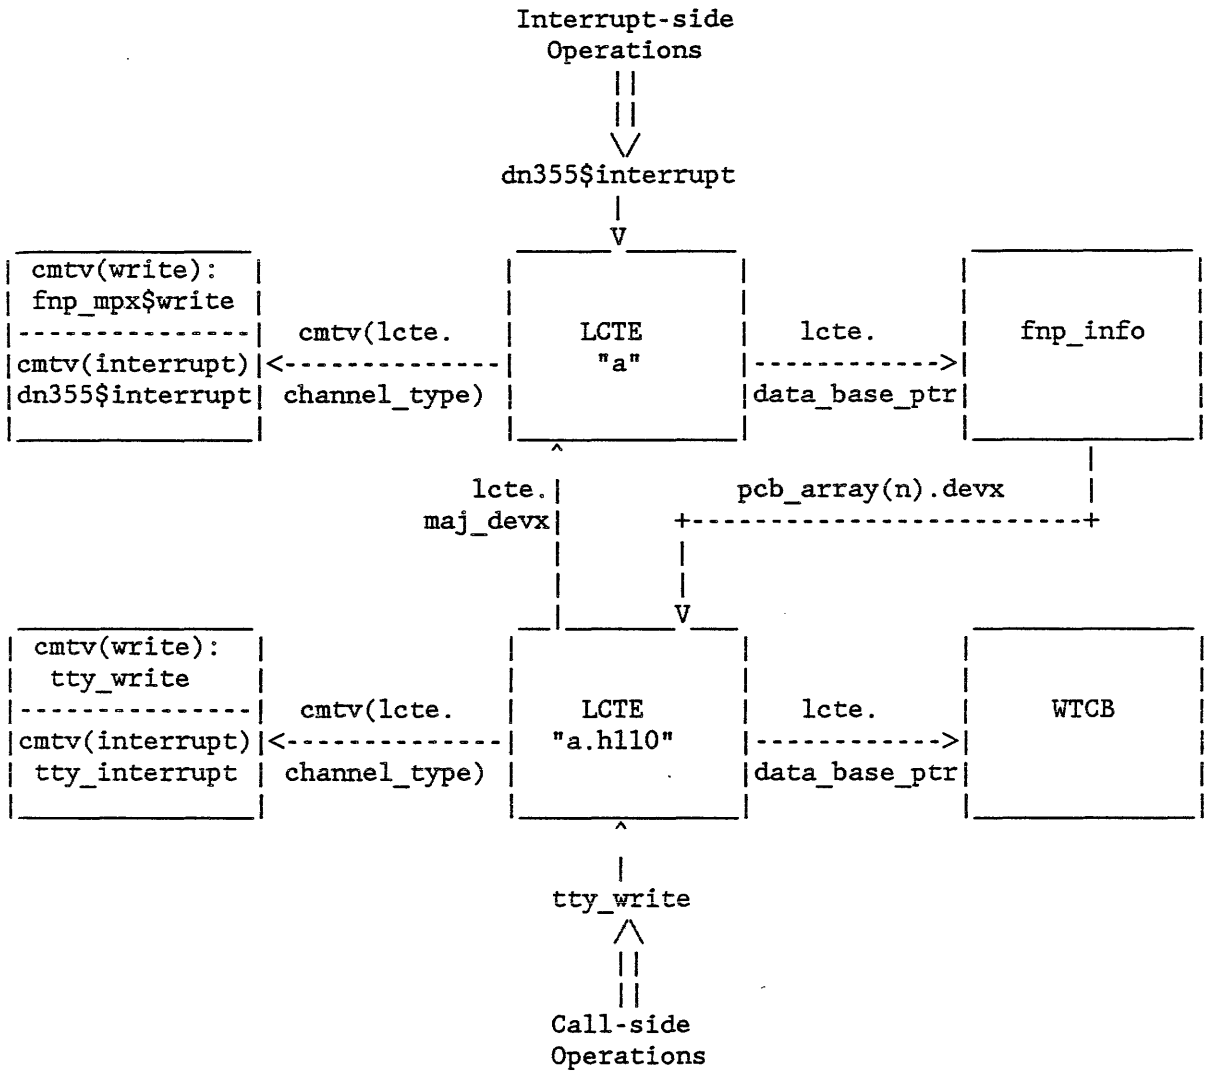 Interrupt-side
Operations
dn355$interrupt
cmtv(write):
fnp_mpx$write
cmtv(interrupt)
dn355$interrupt
cmtv(lcte.
channel_type)
LCTE
"a"
lcte.
data_base_ptr
fnp_info
lcte.
maj_devx
pcb_array(n).devx
cmtv(write):
tty_write
cmtv(interrupt)
tty_interrupt
cmtv(lcte.
channel_type)
LCTE
"a.h110"
lcte.
data_base_ptr
WTCB
tty_write
Call-side
Operations